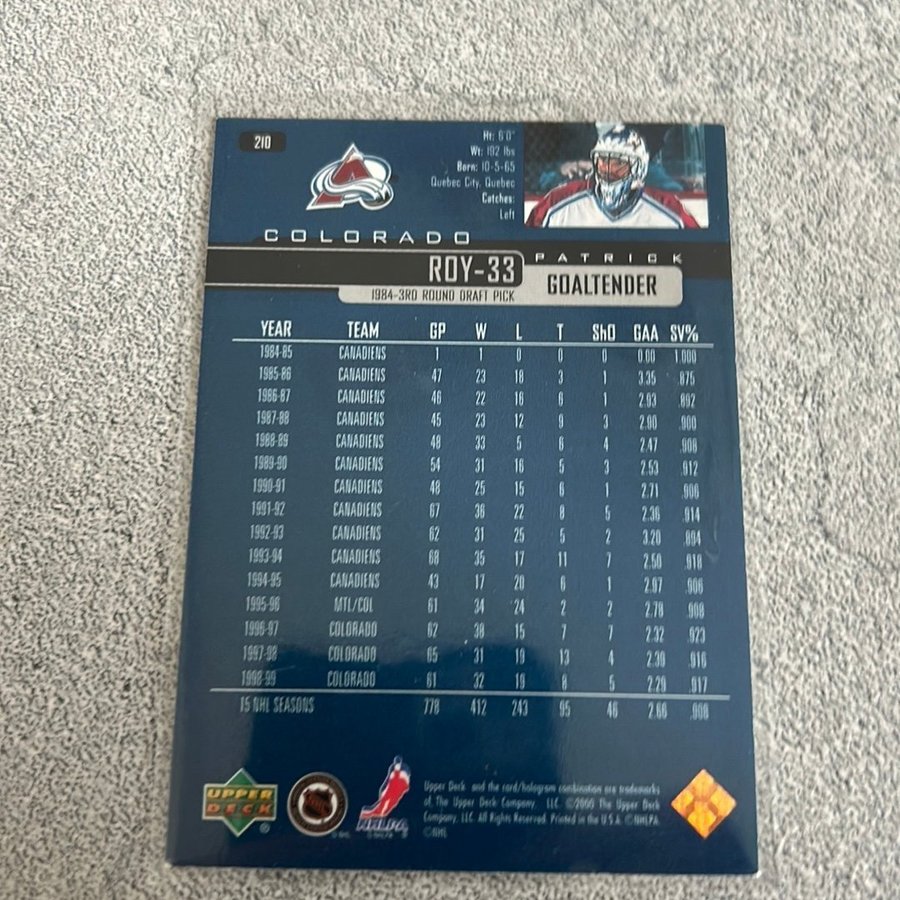 210
Ht: 6'0"
Wt: 192 lbs
Born: 10-5-65
Quebec City, Quebec
Catches:
Left
COLORADO
ROY-33
PATRICK
1984-3RD ROUND DRAFT PICK
GOALTENDER
YEAR TEAM GP W L T ShO GAA SV%
1984-85 CANADIENS 1 1 0 0 0 0.00 1.000
1985-86 CANADIENS 47 23 18 3 1 3.35 .875
1986-87 CANADIENS 46 22 16 6 1 2.93 .892
1987-88 CANADIENS 45 23 12 9 3 2.90 .900
1988-89 CANADIENS 48 33 5 6 4 2.47 .908
1989-90 CANADIENS 54 31 16 5 3 2.53 .912
1990-91 CANADIENS 48 25 15 6 1 2.71 .906
1991-92 CANADIENS 67 36 22 8 5 2.36 .914
1992-93 CANADIENS 62 31 25 5 2 3.20 .894
1993-94 CANADIENS 68 35 17 11 7 2.50 .918
1994-95 CANADIENS 43 17 20 6 1 2.97 .906
1995-96 MTL/COL 61 34 24 2 2 2.78 .908
1996-97 COLORADO 62 38 15 7 7 2.32 .923
1997-98 COLORADO 65 31 19 13 4 2.39 .916
1998-99 COLORADO 61 32 19 8 5 2.29 .917
15 NHL SEASONS 778 412 243 95 46 2.66 .908
Upper Deck and the card/hologram combination are trademarks
of The Upper Deck Company, LLC. ©2000 The Upper Deck
Company, LLC. All Rights Reserved. Printed in the U.S.A. ©NHLPA
©NHL
UPPER
DECK
®
NHLPA